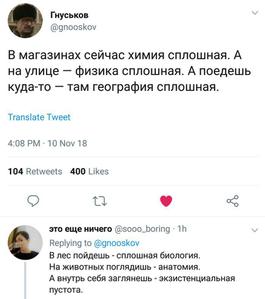 Гнуськов
@gnooskov
В магазинах сейчас химия сплошная. А
на улице — физика сплошная. А поедешь
куда-то — там география сплошная.
Translate Tweet
4:08 PM · 10 Nov 18
104 Retweets 400 Likes
это еще ничего @sooo_boring · 1h
Replying to @gnooskov
В лес пойдешь - сплошная биология.
На животных поглядишь - анатомия.
А внутрь себя заглянешь - экзистенциальная
пустота.